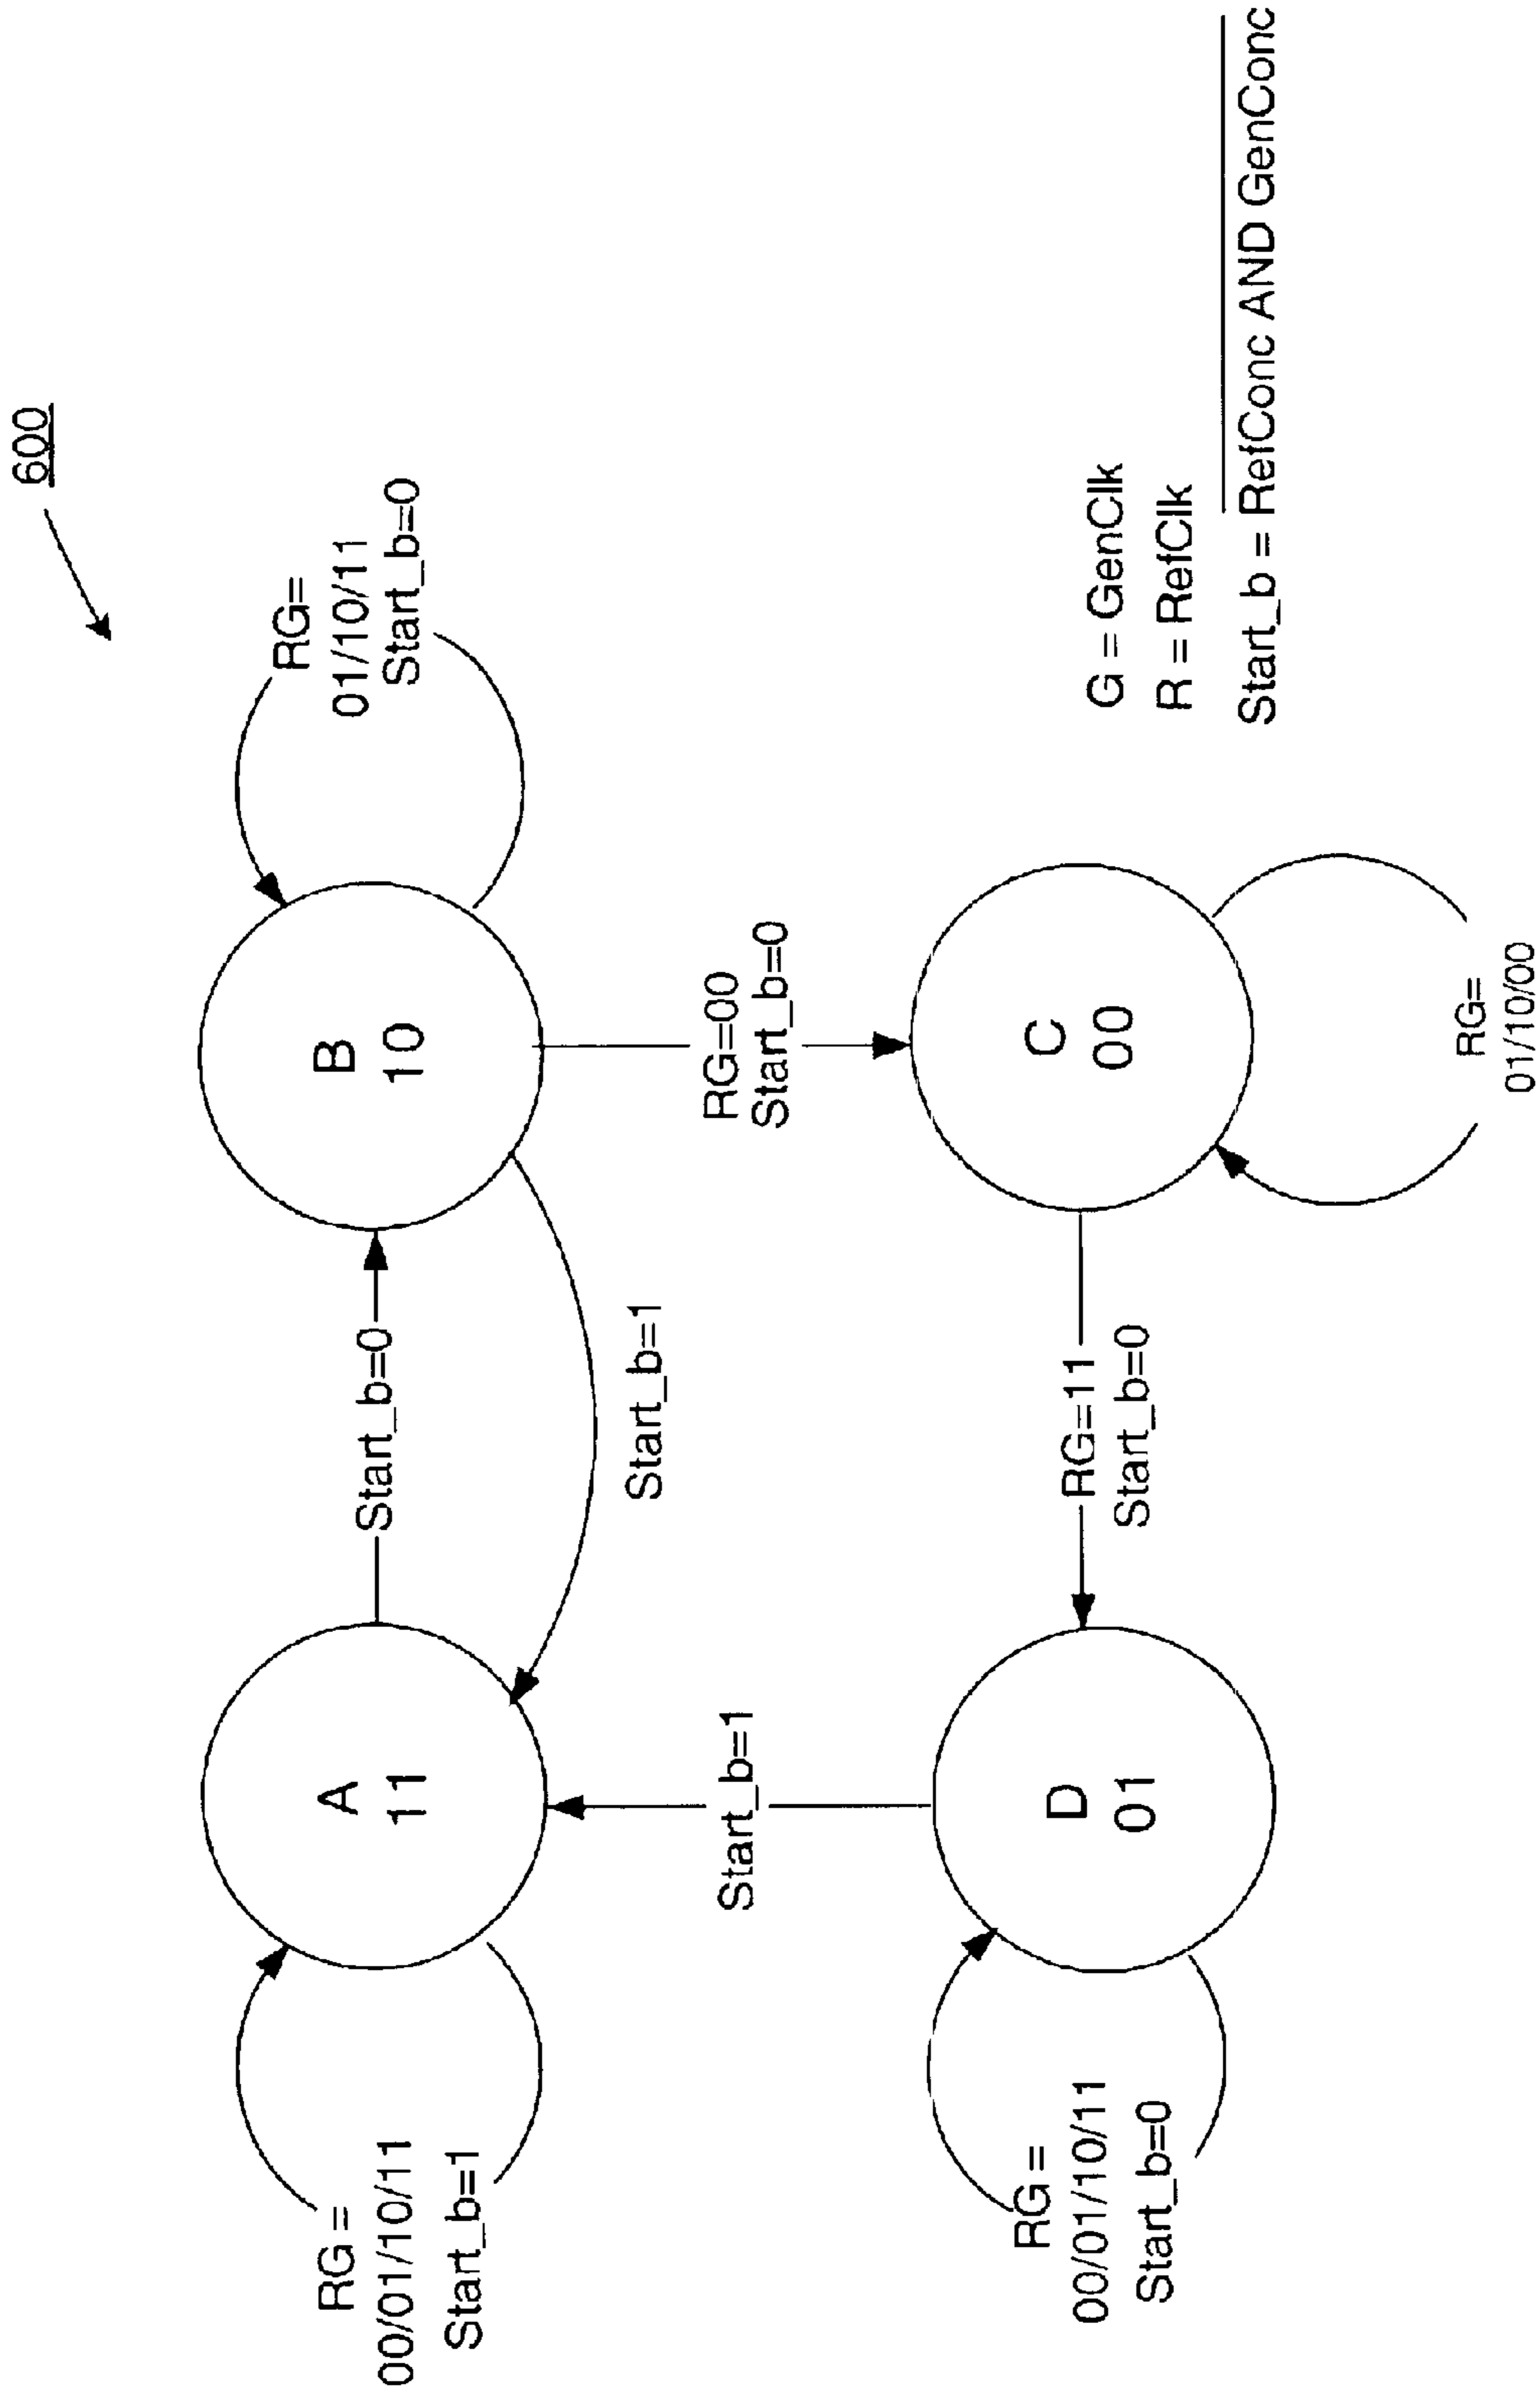 600
RG=
01/10/11
Start_b=0
B
10
Start_b=0
Start_b=1
A
11
RG =
00/01/10/11
Start_b=1
RG=00
Start_b=0
Start_b=1
C
00
RG=11
Start_b=0
D
01
RG =
00/01/10/11
Start_b=0
RG=
01/10/00
G = GenClk
R = RefClk
Start_b = RefConc AND GenConc